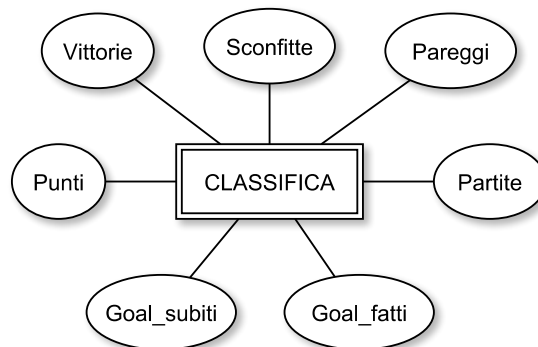 Vittorie
Sconfitte
Pareggi
Punti
CLASSIFICA
Partite
Goal_subiti
Goal_fatti